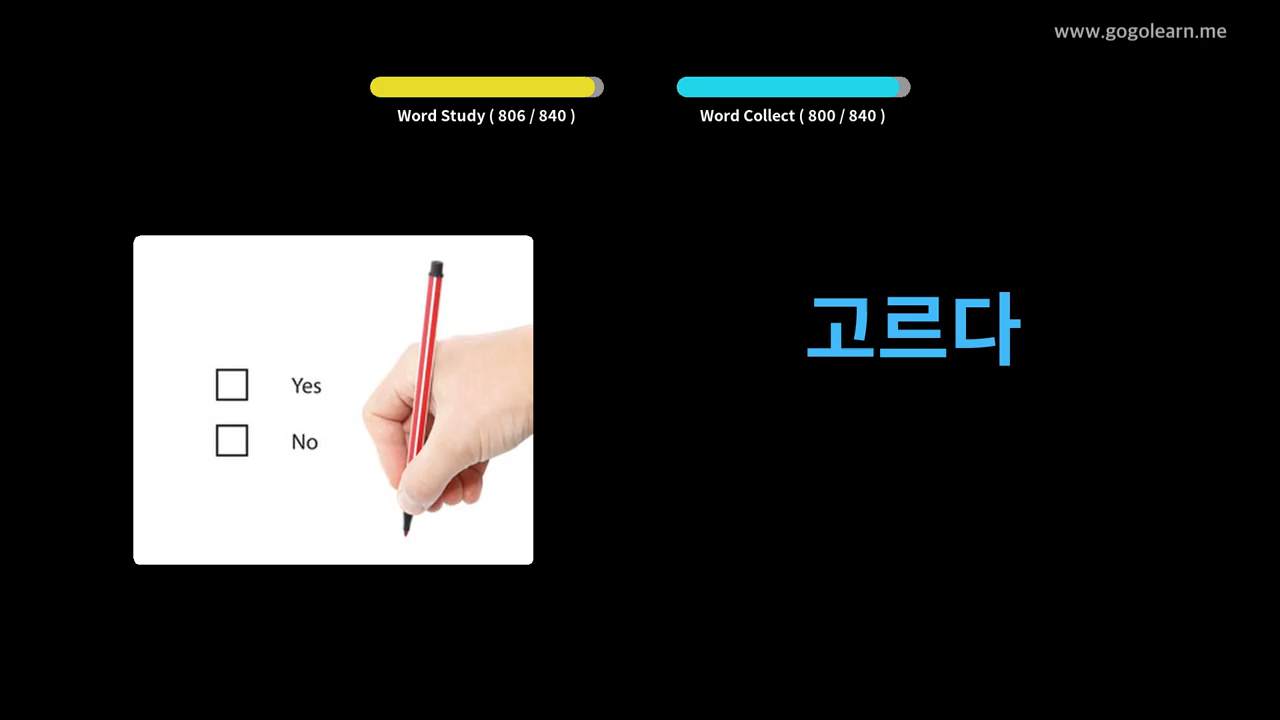 www.gogolearn.me
Word Study ( 806 / 840 )
Word Collect ( 800 / 840 )
고르다
Yes
No